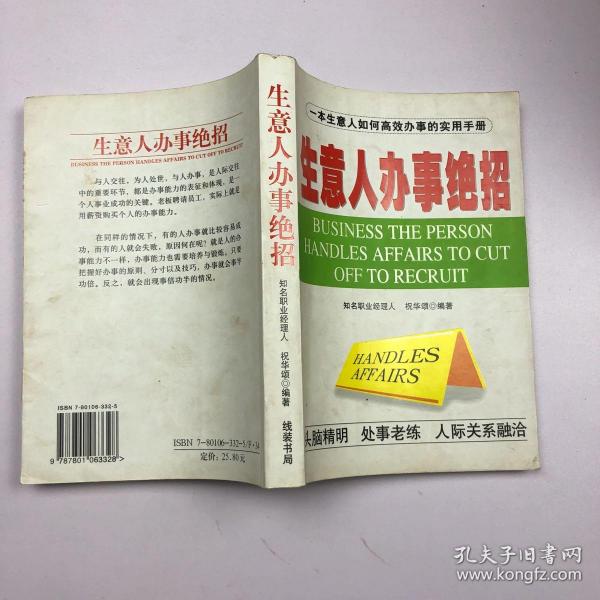 生意人办事绝招
BUSINESS THE PERSON HANDLES AFFAIRS TO CUT OFF TO RECRUIT
与人交往，为人处世，与人办事，是人际交往
中的重要环节，都是办事能力的表征和体现，是一
个人事业成功的关键。老板聘请员工，实际上就是
用薪资购买个人的办事能力。
在同样的情况下，有的人办事就比较容易成
功，而有的人就会失败，原因何在呢？就是人的办
事能力不一样，办事能力也需要培养与锻炼。只要
把握好办事的原则、分寸以及技巧，办事就会事半
功倍。反之，就会出现事倍功半的情况。
ISBN 7-80106-332-5
9 787801 063328 >
ISBN 7-80106-332-5/F·34
定价：25.80元
生意人办事绝招
知名职业经理人 祝华颂◎编著
线装书局
一本生意人如何高效办事的实用手册
生意人办事绝招
BUSINESS THE PERSON
HANDLES AFFAIRS TO CUT
OFF TO RECRUIT
知名职业经理人 祝华颂◎编著
HANDLES
AFFAIRS
头脑精明 处事老练 人际关系融洽
孔夫子旧书网
www.kongfz.com